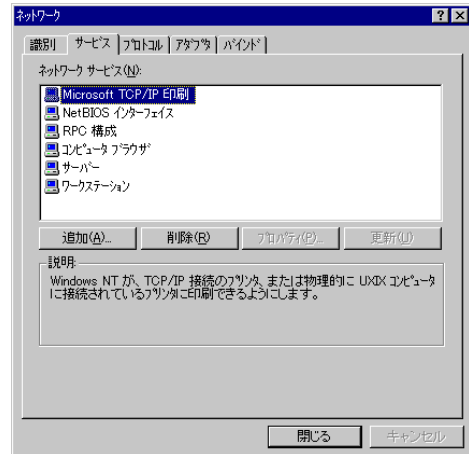 ネットワーク
識別 サービス プロトコル アダプタ バインド
ネットワーク サービス(N):
Microsoft TCP/IP 印刷
NetBIOS インターフェイス
RPC 構成
コンピュータ ブラウザ
サーバー
ワークステーション
追加(A)... 削除(R) プロパティ(P)... 更新(U)
説明:
Windows NT が、TCP/IP 接続のプリンタ、または物理的に UXIX コンピュータ
に接続されているプリンタに印刷できるようにします。
閉じる キャンセル